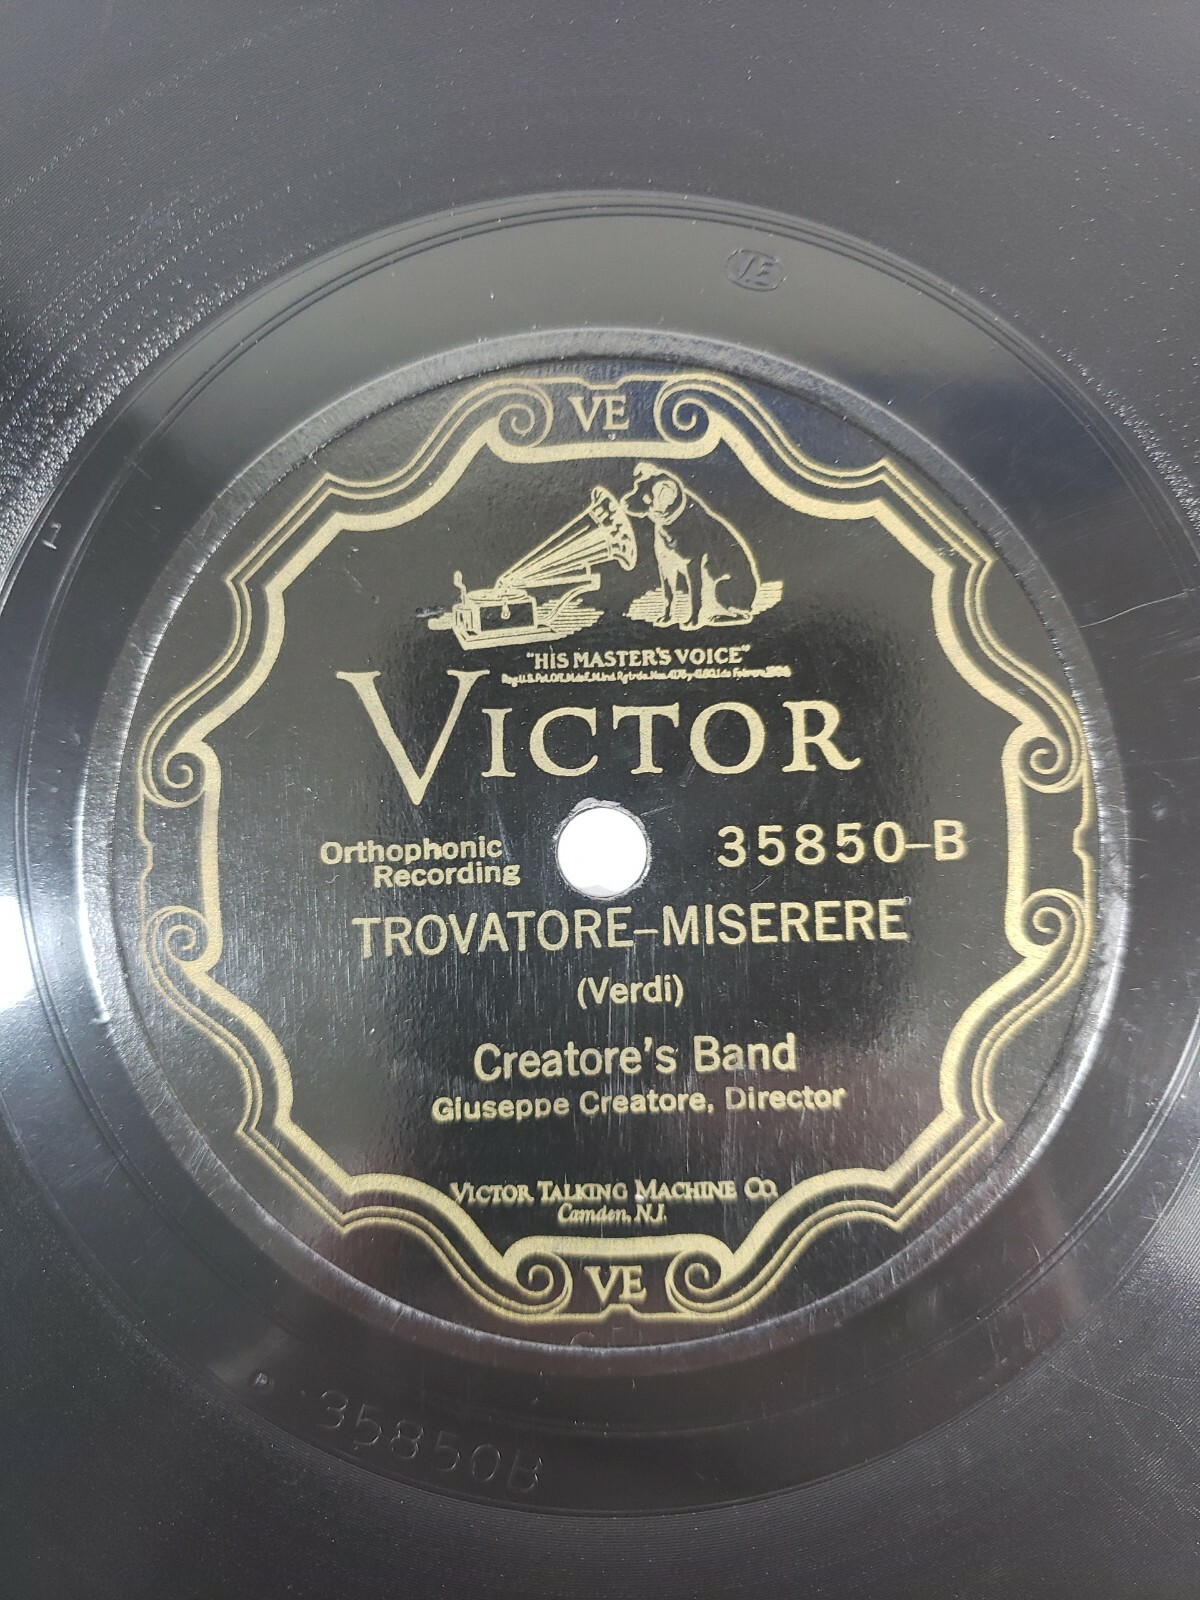 VE
VE
"HIS MASTER'S VOICE"
VICTOR
Orthophonic
Recording
35850-B
TROVATORE-MISERERE
(Verdi)
Creatore's Band
Giuseppe Creatore, Director
VICTOR TALKING MACHINE CO.
Camden, N.J.
VE
35850B